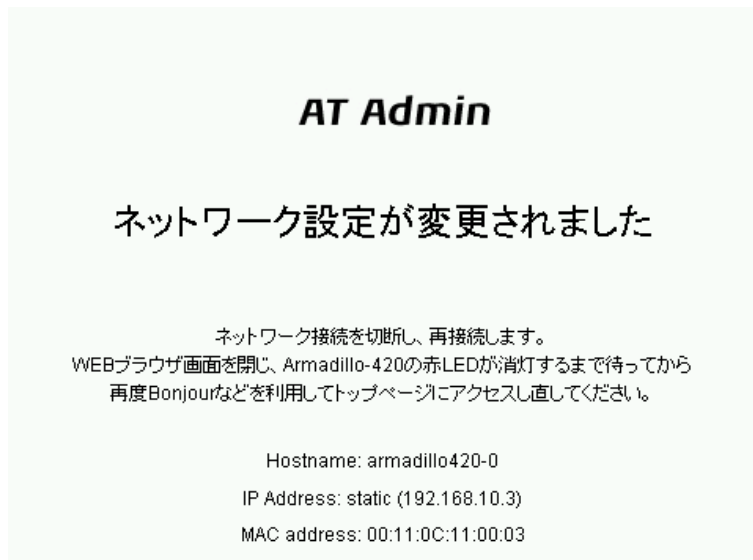 AT Admin
ネットワーク設定が変更されました
ネットワーク接続を切断し、再接続します。
WEBブラウザ画面を閉じ、Armadillo-420の赤LEDが消灯するまで待ってから
再度Bonjourなどを利用してトップページにアクセスし直してください。
Hostname: armadillo420-0
IP Address: static (192.168.10.3)
MAC address: 00:11:0C:11:00:03